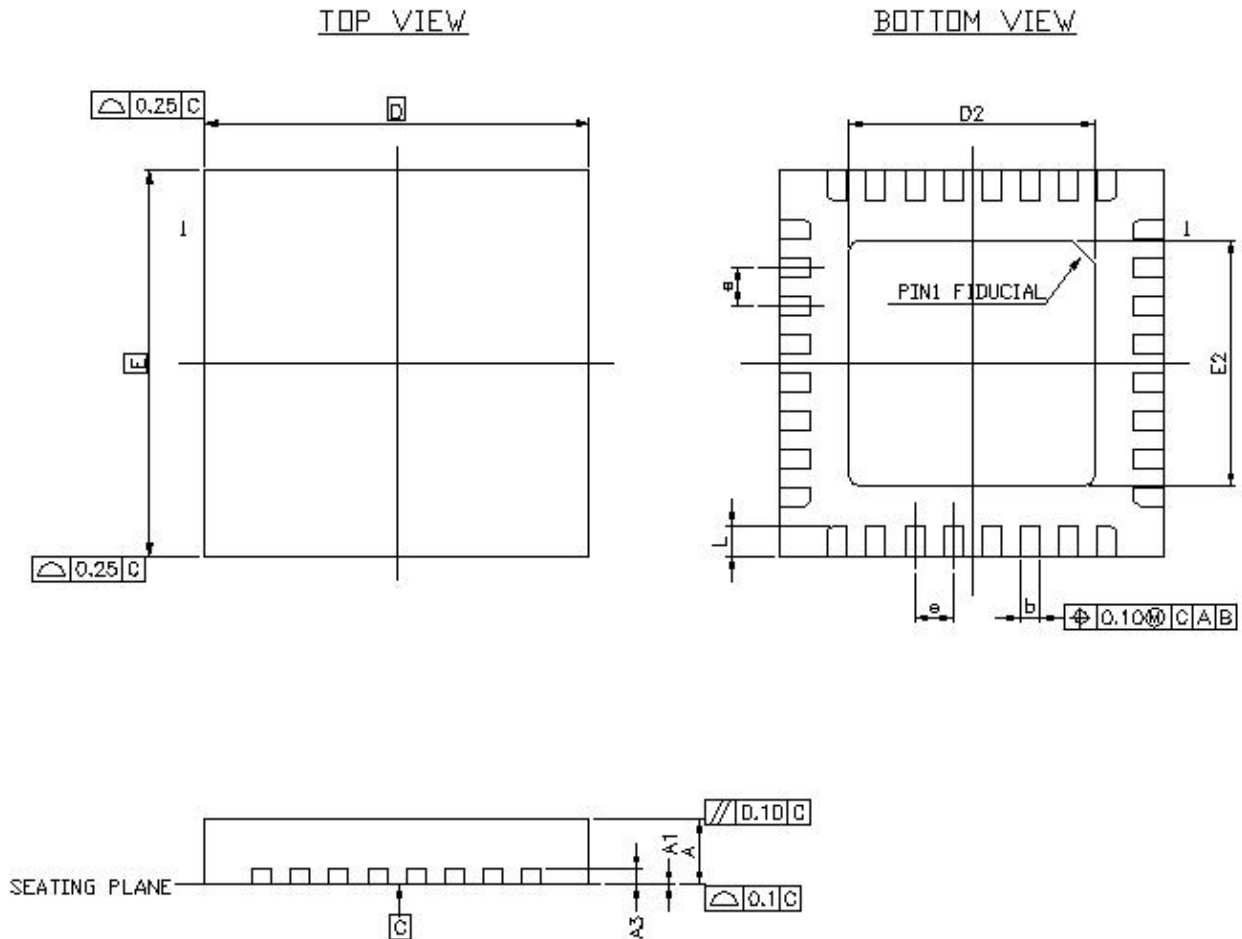 TOP VIEW
BOTTOM VIEW
⌓ 0.25 C
D
D2
1
1
e
PIN1 FIDUCIAL
E
E2
L
⌓ 0.25 C
e
b
⌖ 0.10Ⓜ C A B
// 0.10 C
A1
A
SEATING PLANE
⌓ 0.1 C
A3
C